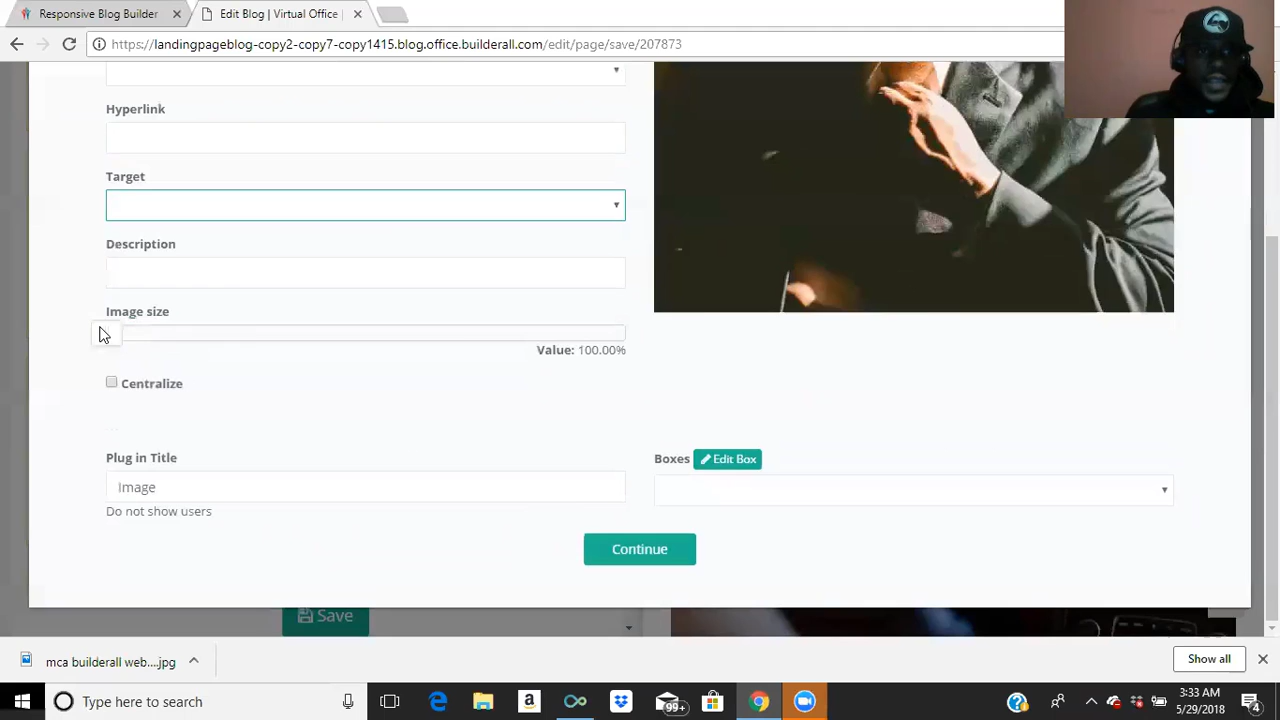 Responsive Blog Builder
Edit Blog | Virtual Office
https://landingpageblog-copy2-copy7-copy1415.blog.office.builderall.com/edit/page/save/207873
Hyperlink
Target
Description
Image size
Value: 100.00%
Centralize
Plug in Title
Boxes Edit Box
Image
Do not show users
Continue
Save
mca builderall web....jpg
Show all
Type here to search
99+
3:33 AM
5/29/2018
4